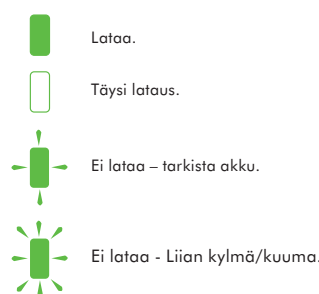 Lataa.
Täysi lataus.
Ei lataa – tarkista akku.
Ei lataa - Liian kylmä/kuuma.